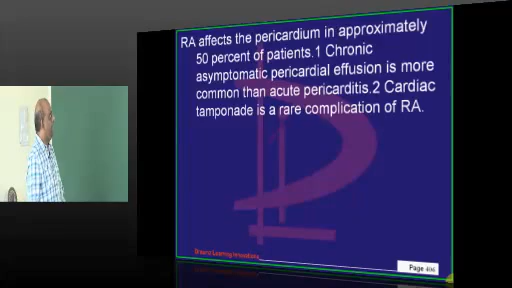 RA affects the pericardium in approximately
50 percent of patients.1 Chronic
asymptomatic pericardial effusion is more
common than acute pericarditis.2 Cardiac
tamponade is a rare complication of RA.
Page 406